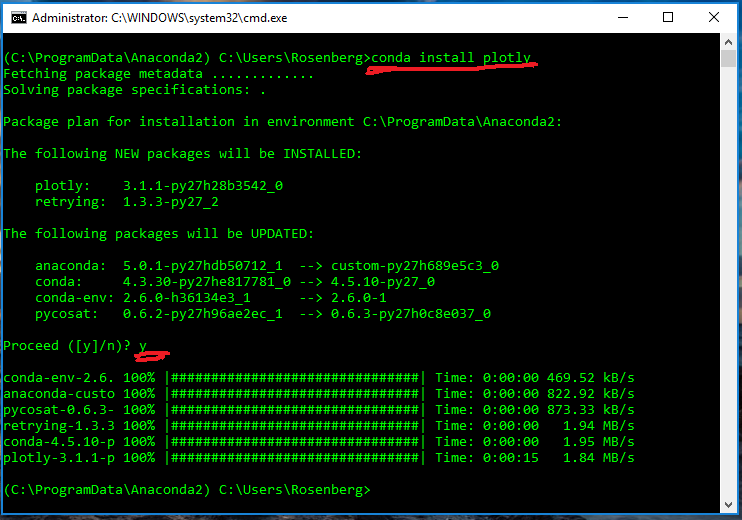 Administrator: C:\WINDOWS\system32\cmd.exe
(C:\ProgramData\Anaconda2) C:\Users\Rosenberg>conda install plotly
Fetching package metadata .............
Solving package specifications: .
Package plan for installation in environment C:\ProgramData\Anaconda2:
The following NEW packages will be INSTALLED:
plotly:    3.1.1-py27h28b3542_0
retrying:  1.3.3-py27_2
The following packages will be UPDATED:
anaconda:  5.0.1-py27hdb50712_1  --> custom-py27h689e5c3_0
conda:     4.3.30-py27he817781_0 --> 4.5.10-py27_0
conda-env: 2.6.0-h36134e3_1      --> 2.6.0-1
pycosat:   0.6.2-py27h96ae2ec_1  --> 0.6.3-py27h0c8e037_0
Proceed ([y]/n)? y
conda-env-2.6. 100% |###############################| Time: 0:00:00 469.52 kB/s
anaconda-custo 100% |###############################| Time: 0:00:00 822.92 kB/s
pycosat-0.6.3- 100% |###############################| Time: 0:00:00 873.33 kB/s
retrying-1.3.3 100% |###############################| Time: 0:00:00   1.94 MB/s
conda-4.5.10-p 100% |###############################| Time: 0:00:00   1.95 MB/s
plotly-3.1.1-p 100% |###############################| Time: 0:00:15   1.84 MB/s
(C:\ProgramData\Anaconda2) C:\Users\Rosenberg>